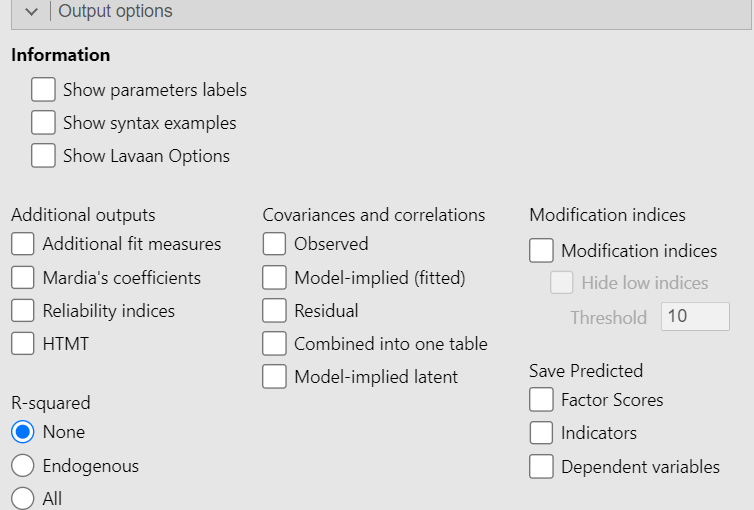 Output options
Information
Show parameters labels
Show syntax examples
Show Lavaan Options
Additional outputs
Additional fit measures
Mardia's coefficients
Reliability indices
HTMT
R-squared
None
Endogenous
All
Covariances and correlations
Observed
Model-implied (fitted)
Residual
Combined into one table
Model-implied latent
Modification indices
Modification indices
Hide low indices
Threshold 10
Save Predicted
Factor Scores
Indicators
Dependent variables